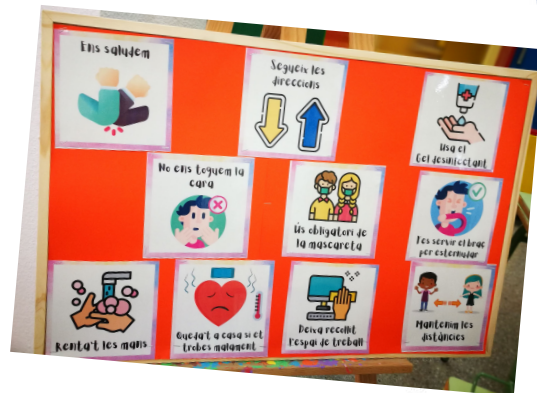 Ens saludem
Segueix les
direccions
Usa el
Gel desinfectant
No ens toquem la
cara
Ús obligatori de
la mascareta
Fes servir el braç
per esternudar
Renta't les mans
Queda't a casa si et
trobes malament
Deixa recollit
l'espai de treball
Mantenim les
distàncies